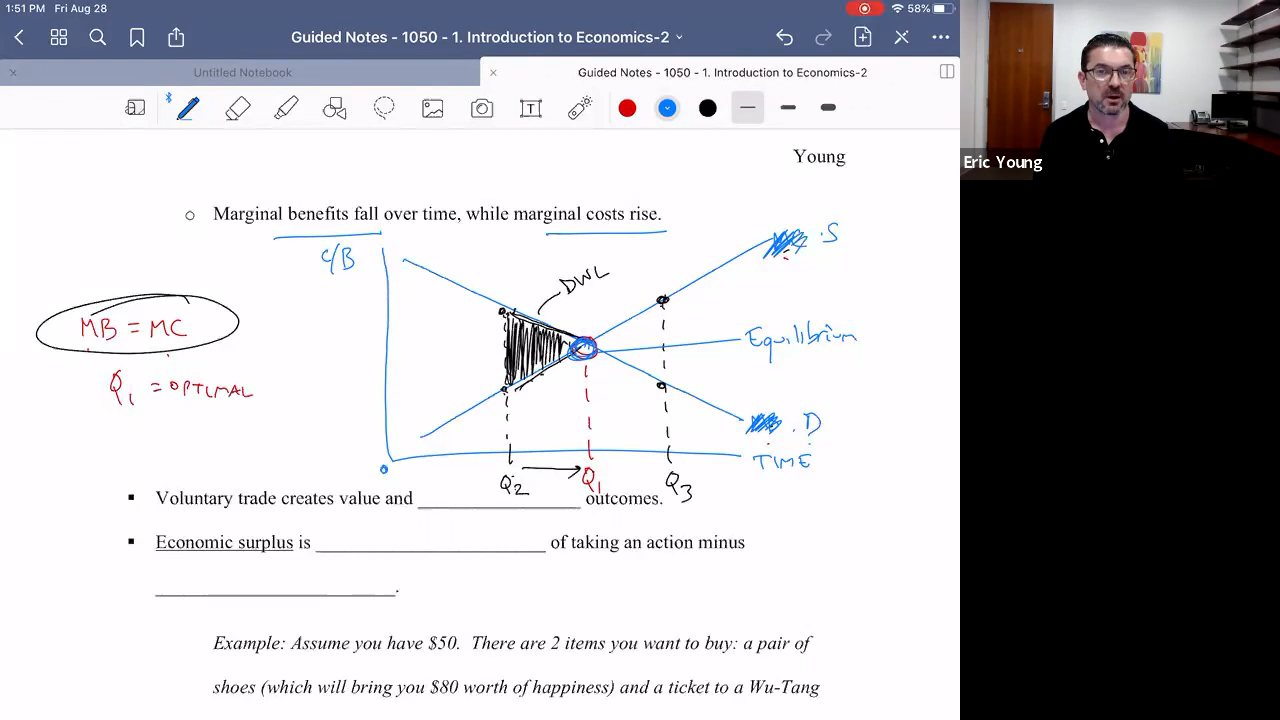 1:51 PM Fri Aug 28
58%
Guided Notes - 1050 - 1. Introduction to Economics-2
Untitled Notebook
Guided Notes - 1050 - 1. Introduction to Economics-2
T
Young
Eric Young
o Marginal benefits fall over time, while marginal costs rise.
C/B
S
DWL
MB = MC
Equilibrium
Q1 = OPTIMAL
D
TIME
Q2
Q1
Q3
▪ Voluntary trade creates value and ________________ outcomes.
▪ Economic surplus is _______________________ of taking an action minus
________________________.
Example: Assume you have $50. There are 2 items you want to buy: a pair of
shoes (which will bring you $80 worth of happiness) and a ticket to a Wu-Tang